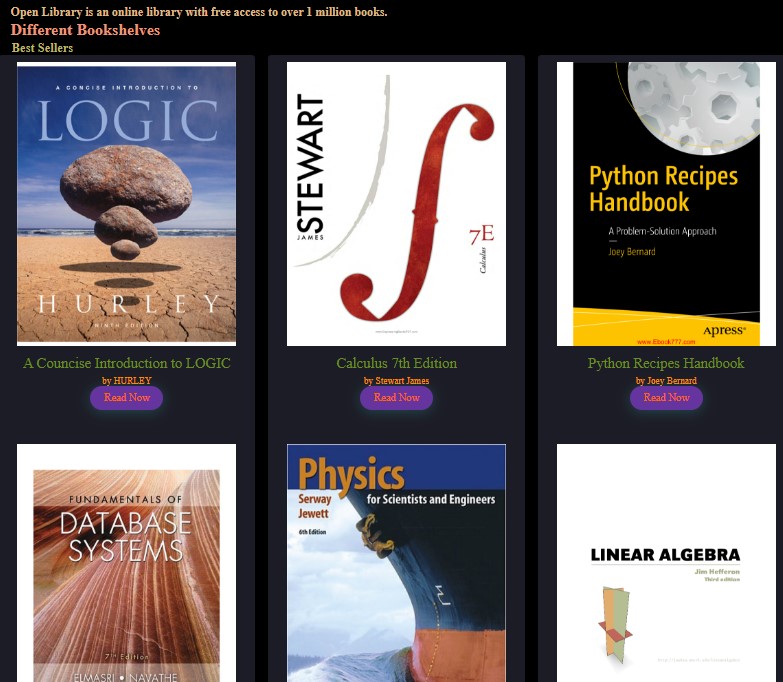 Open Library is an online library with free access to over 1 million books.
Different Bookshelves
Best Sellers
A CONCISE INTRODUCTION TO
LOGIC
HURLEY
NINTH EDITION
JAMES STEWART
7E
Calculus
Python Recipes
Handbook
A Problem-Solution Approach
Joey Bernard
Apress®
www.Ebook777.com
A Councise Introduction to LOGIC
by HURLEY
Read Now
Calculus 7th Edition
by Stewart James
Read Now
Python Recipes Handbook
by Joey Bernard
Read Now
FUNDAMENTALS OF
DATABASE
SYSTEMS
7th Edition
ELMASRI • NAVATHE
Physics
for Scientists and Engineers
Serway
Jewett
6th Edition
LINEAR ALGEBRA
Jim Hefferon
Third edition